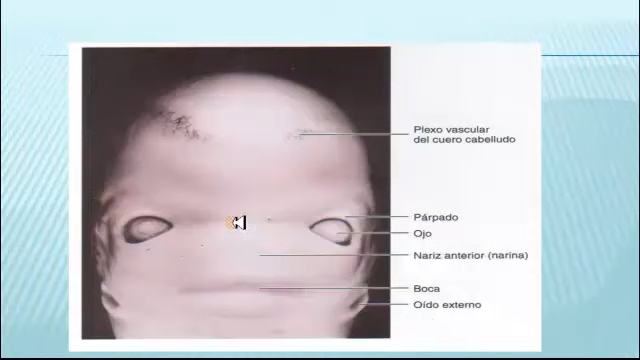 Plexo vascular
del cuero cabelludo
Párpado
Ojo
Nariz anterior (narina)
Boca
Oído externo